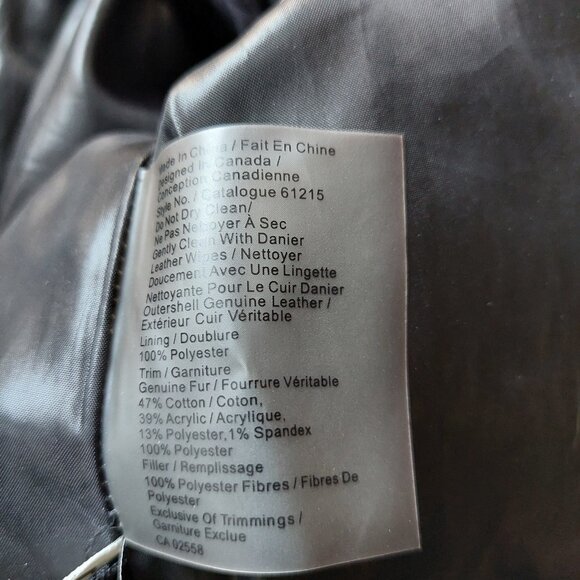 Made In China / Fait En Chine
Designed In Canada /
Conception Canadienne
Style No. / Catalogue 61215
Do Not Dry Clean/
Ne Pas Nettoyer À Sec
Gently Clean With Danier
Leather Wipes / Nettoyer
Doucement Avec Une Lingette
Nettoyante Pour Le Cuir Danier
Outershell Genuine Leather /
Extérieur Cuir Véritable
Lining / Doublure
100% Polyester
Trim / Garniture
Genuine Fur / Fourrure Véritable
47% Cotton / Coton,
39% Acrylic / Acrylique,
13% Polyester, 1% Spandex
100% Polyester
Filler / Remplissage
100% Polyester Fibres / Fibres De
Polyester
Exclusive Of Trimmings /
Garniture Exclue
CA 02558